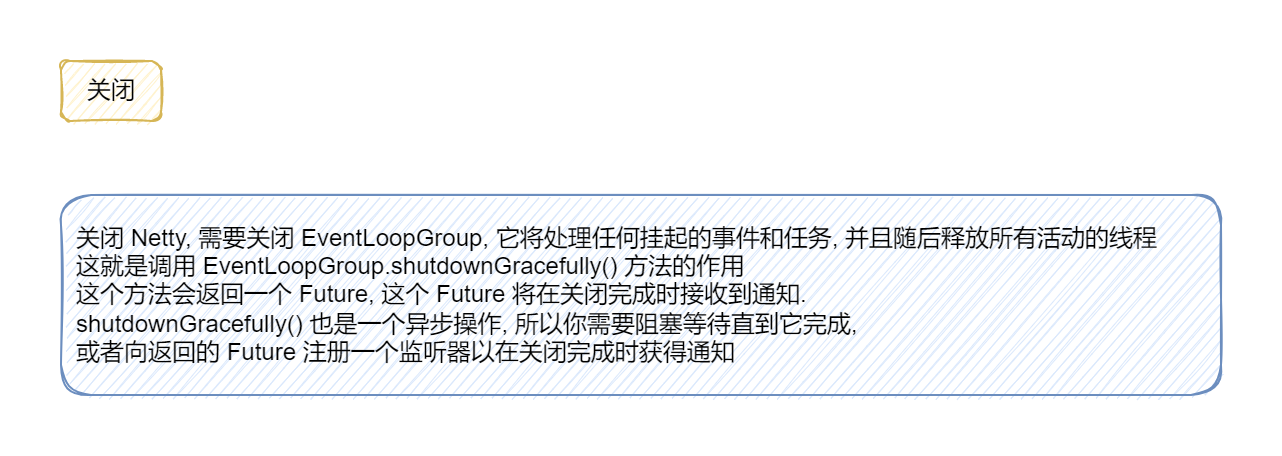 关闭
关闭 Netty, 需要关闭 EventLoopGroup, 它将处理任何挂起的事件和任务, 并且随后释放所有活动的线程
这就是调用 EventLoopGroup.shutdownGracefully() 方法的作用
这个方法会返回一个 Future, 这个 Future 将在关闭完成时接收到通知.
shutdownGracefully() 也是一个异步操作, 所以你需要阻塞等待直到它完成,
或者向返回的 Future 注册一个监听器以在关闭完成时获得通知